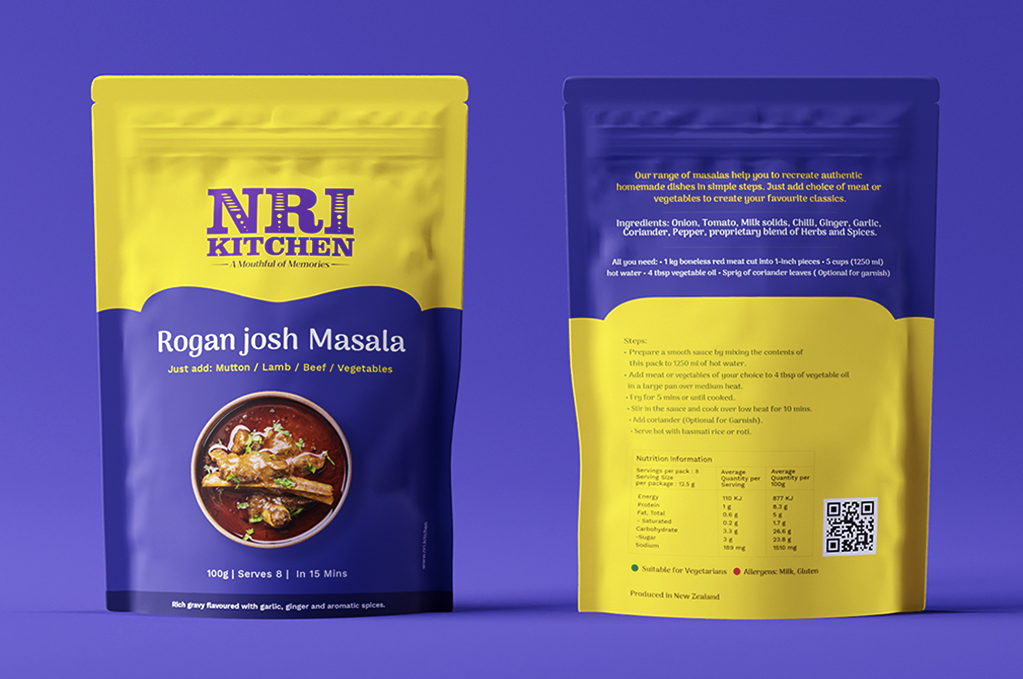 NRI
KITCHEN
A Mouthful of Memories
Rogan josh Masala
Just add: Mutton / Lamb / Beef / Vegetables
100g | Serves 8 | In 15 Mins
Rich gravy flavoured with garlic, ginger and aromatic spices.
Our range of masalas help you to recreate authentic
homemade dishes in simple steps. Just add choice of meat or
vegetables to create your favourite classics.
Ingredients: Onion, Tomato, Milk solids, Chilli, Ginger, Garlic,
Coriander, Pepper, proprietary blend of Herbs and Spices.
All you need: • 1 kg boneless red meat cut into 1-inch pieces • 5 cups (1250 ml)
hot water • 4 tbsp vegetable oil • Sprig of coriander leaves ( Optional for garnish)
Steps:
• Prepare a smooth sauce by mixing the contents of
this pack to 1250 ml of hot water.
• Add meat or vegetables of your choice to 4 tbsp of vegetable oil
in a large pan over medium heat.
• Fry for 5 mins or until cooked.
• Stir in the sauce and cook over low heat for 10 mins.
• Add coriander (Optional for Garnish).
• Serve hot with basmati rice or roti.
Nutrition Information
Servings per pack : 8
Serving Size
per package : 12.5 g
Average
Quantity per
Serving
Average
Quantity per
100g
Energy 110 KJ 877 KJ
Protein 1 g 8.3 g
Fat, Total 0.6 g 5 g
- Saturated 0.2 g 1.7 g
Carbohydrate 3.3 g 26.6 g
-Sugar 3 g 23.8 g
Sodium 189 mg 1510 mg
Suitable for Vegetarians Allergens: Milk, Gluten
Produced in New Zealand